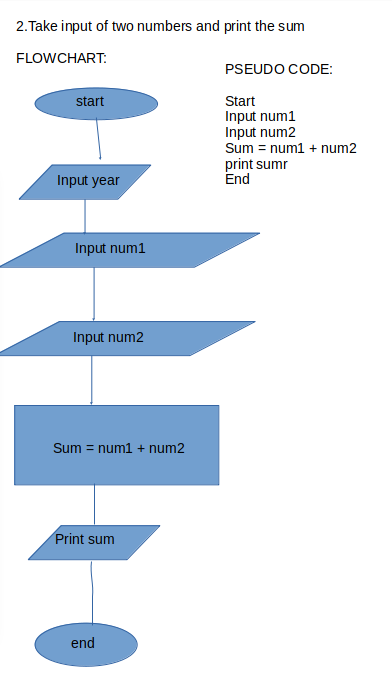 2.Take input of two numbers and print the sum
FLOWCHART:
PSEUDO CODE:
Start
Input num1
Input num2
Sum = num1 + num2
print sumr
End
start
Input year
Input num1
Input num2
Sum = num1 + num2
Print sum
end